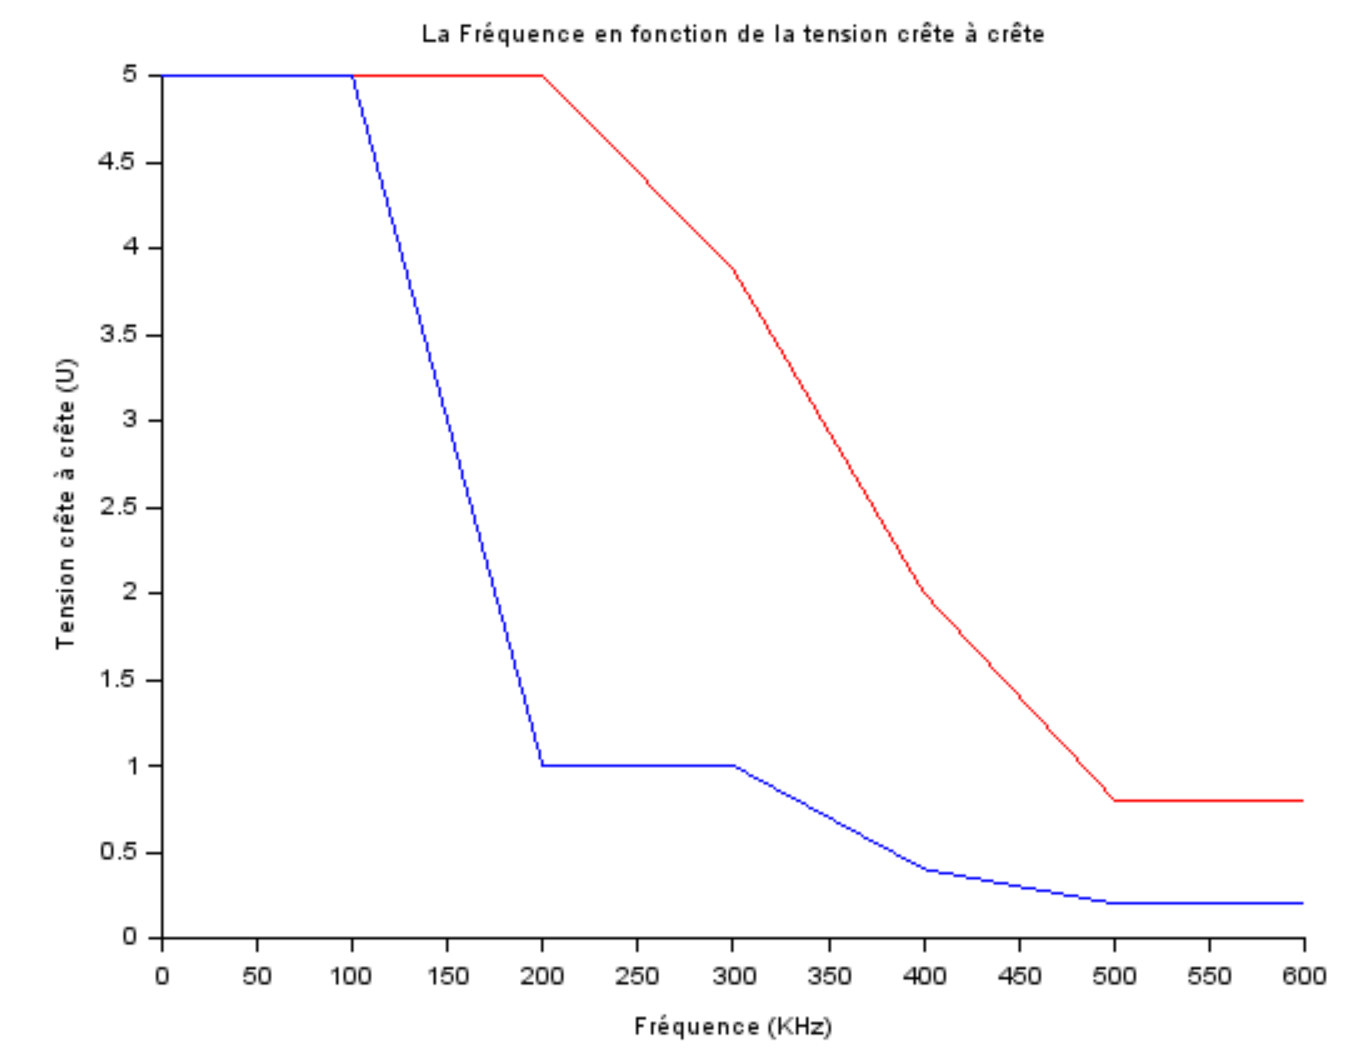 La Fréquence en fonction de la tension crête à crête
5
4.5
4
3.5
3
2.5
2
1.5
1
0.5
0
Tension crête à crête (U)
0 50 100 150 200 250 300 350 400 450 500 550 600
Fréquence (KHz)